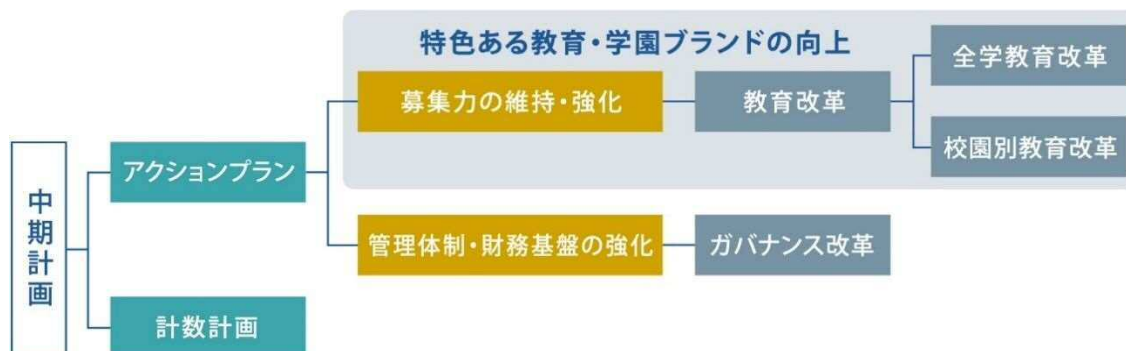 特色ある教育・学園ブランドの向上
全学教育改革
募集力の維持・強化
教育改革
校園別教育改革
アクションプラン
中期計画
管理体制・財務基盤の強化
ガバナンス改革
計数計画